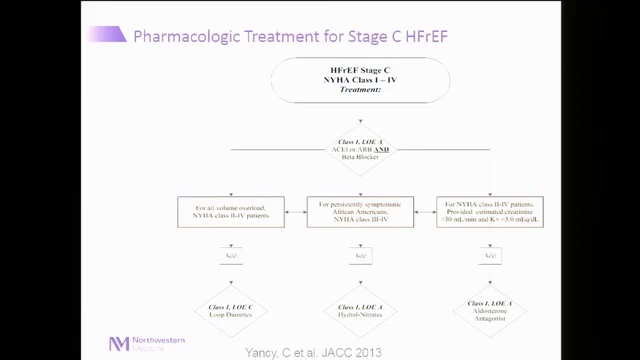 Pharmacologic Treatment for Stage C HFrEF
HFrEF Stage C
NYHA Class I – IV
Treatment:
Class I, LOE A
ACEI or ARB AND
Beta Blocker
For all volume overload,
NYHA class II-IV patients.
For persistently symptomatic
African Americans,
NYHA class III-IV
For NYHA class II-IV patients.
Provided estimated creatinine
>30 mL/min and K+ <5.0 mEq/dL
Add
Add
Add
Class I, LOE C
Loop Diuretics
Class I, LOE A
Hydral-Nitrates
Class I, LOE A
Aldosterone
Antagonist
NM Northwestern
Medicine
Yancy, C et al. JACC 2013